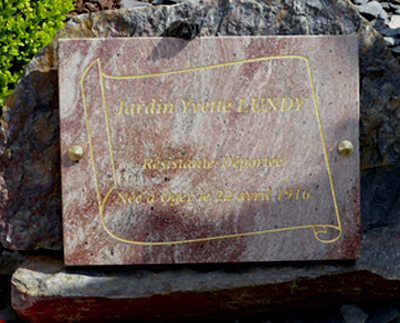 Jardin Yvette LUNDY
Résistante-Déportée
Née à Oger le 22 avril 1916